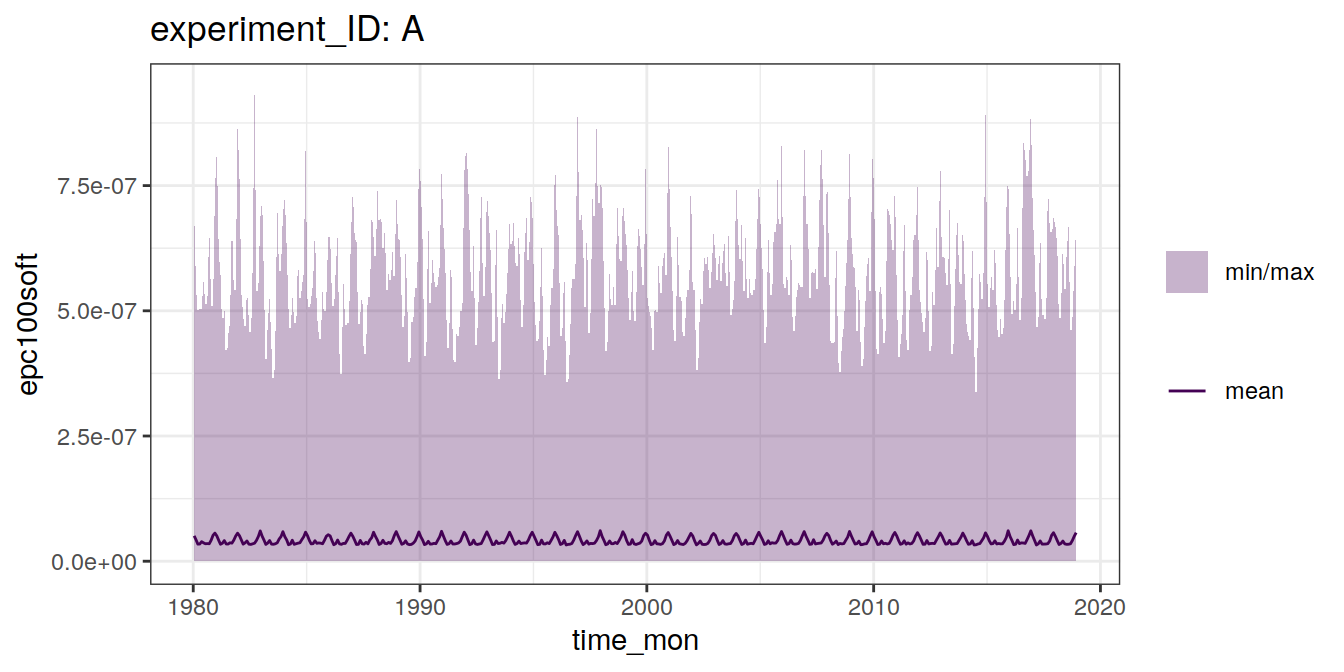 experiment_ID: A
epc100soft
7.5e-07
5.0e-07
2.5e-07
0.0e+00
1980 1990 2000 2010 2020
time_mon
min/max
mean